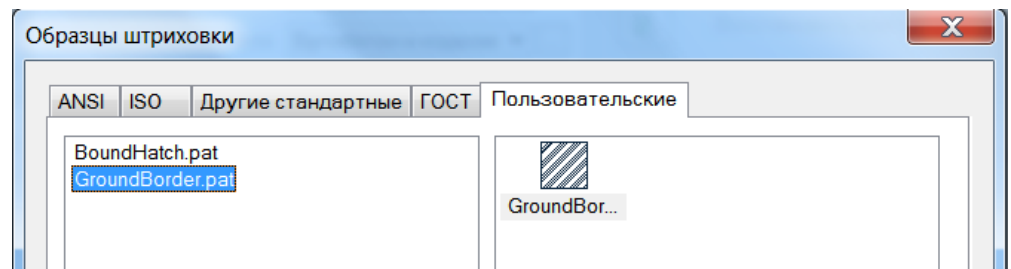 Образцы штриховки
ANSI ISO Другие стандартные ГОСТ Пользовательские
BoundHatch.pat
GroundBorder.pat
GroundBor...